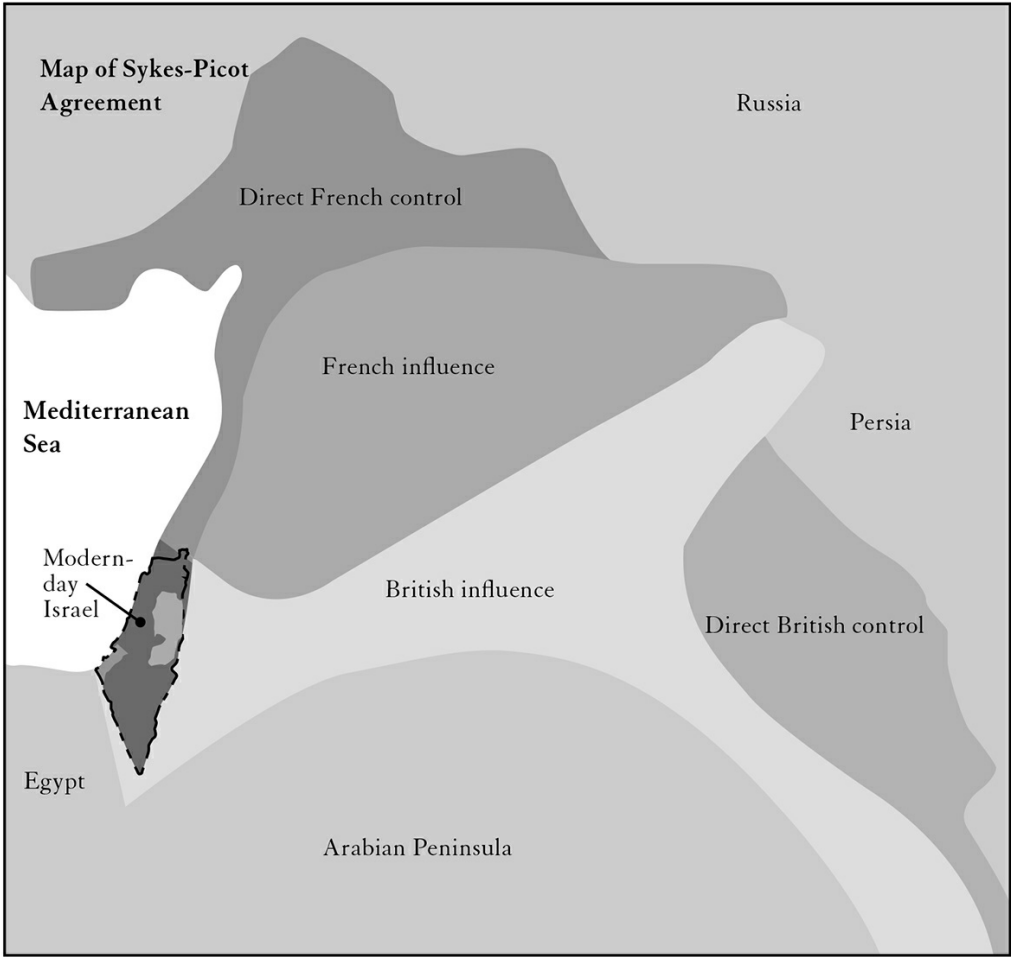 Map of Sykes-Picot
Agreement
Russia
Direct French control
French influence
Mediterranean
Sea
Persia
Modern-
day
Israel
British influence
Direct British control
Egypt
Arabian Peninsula